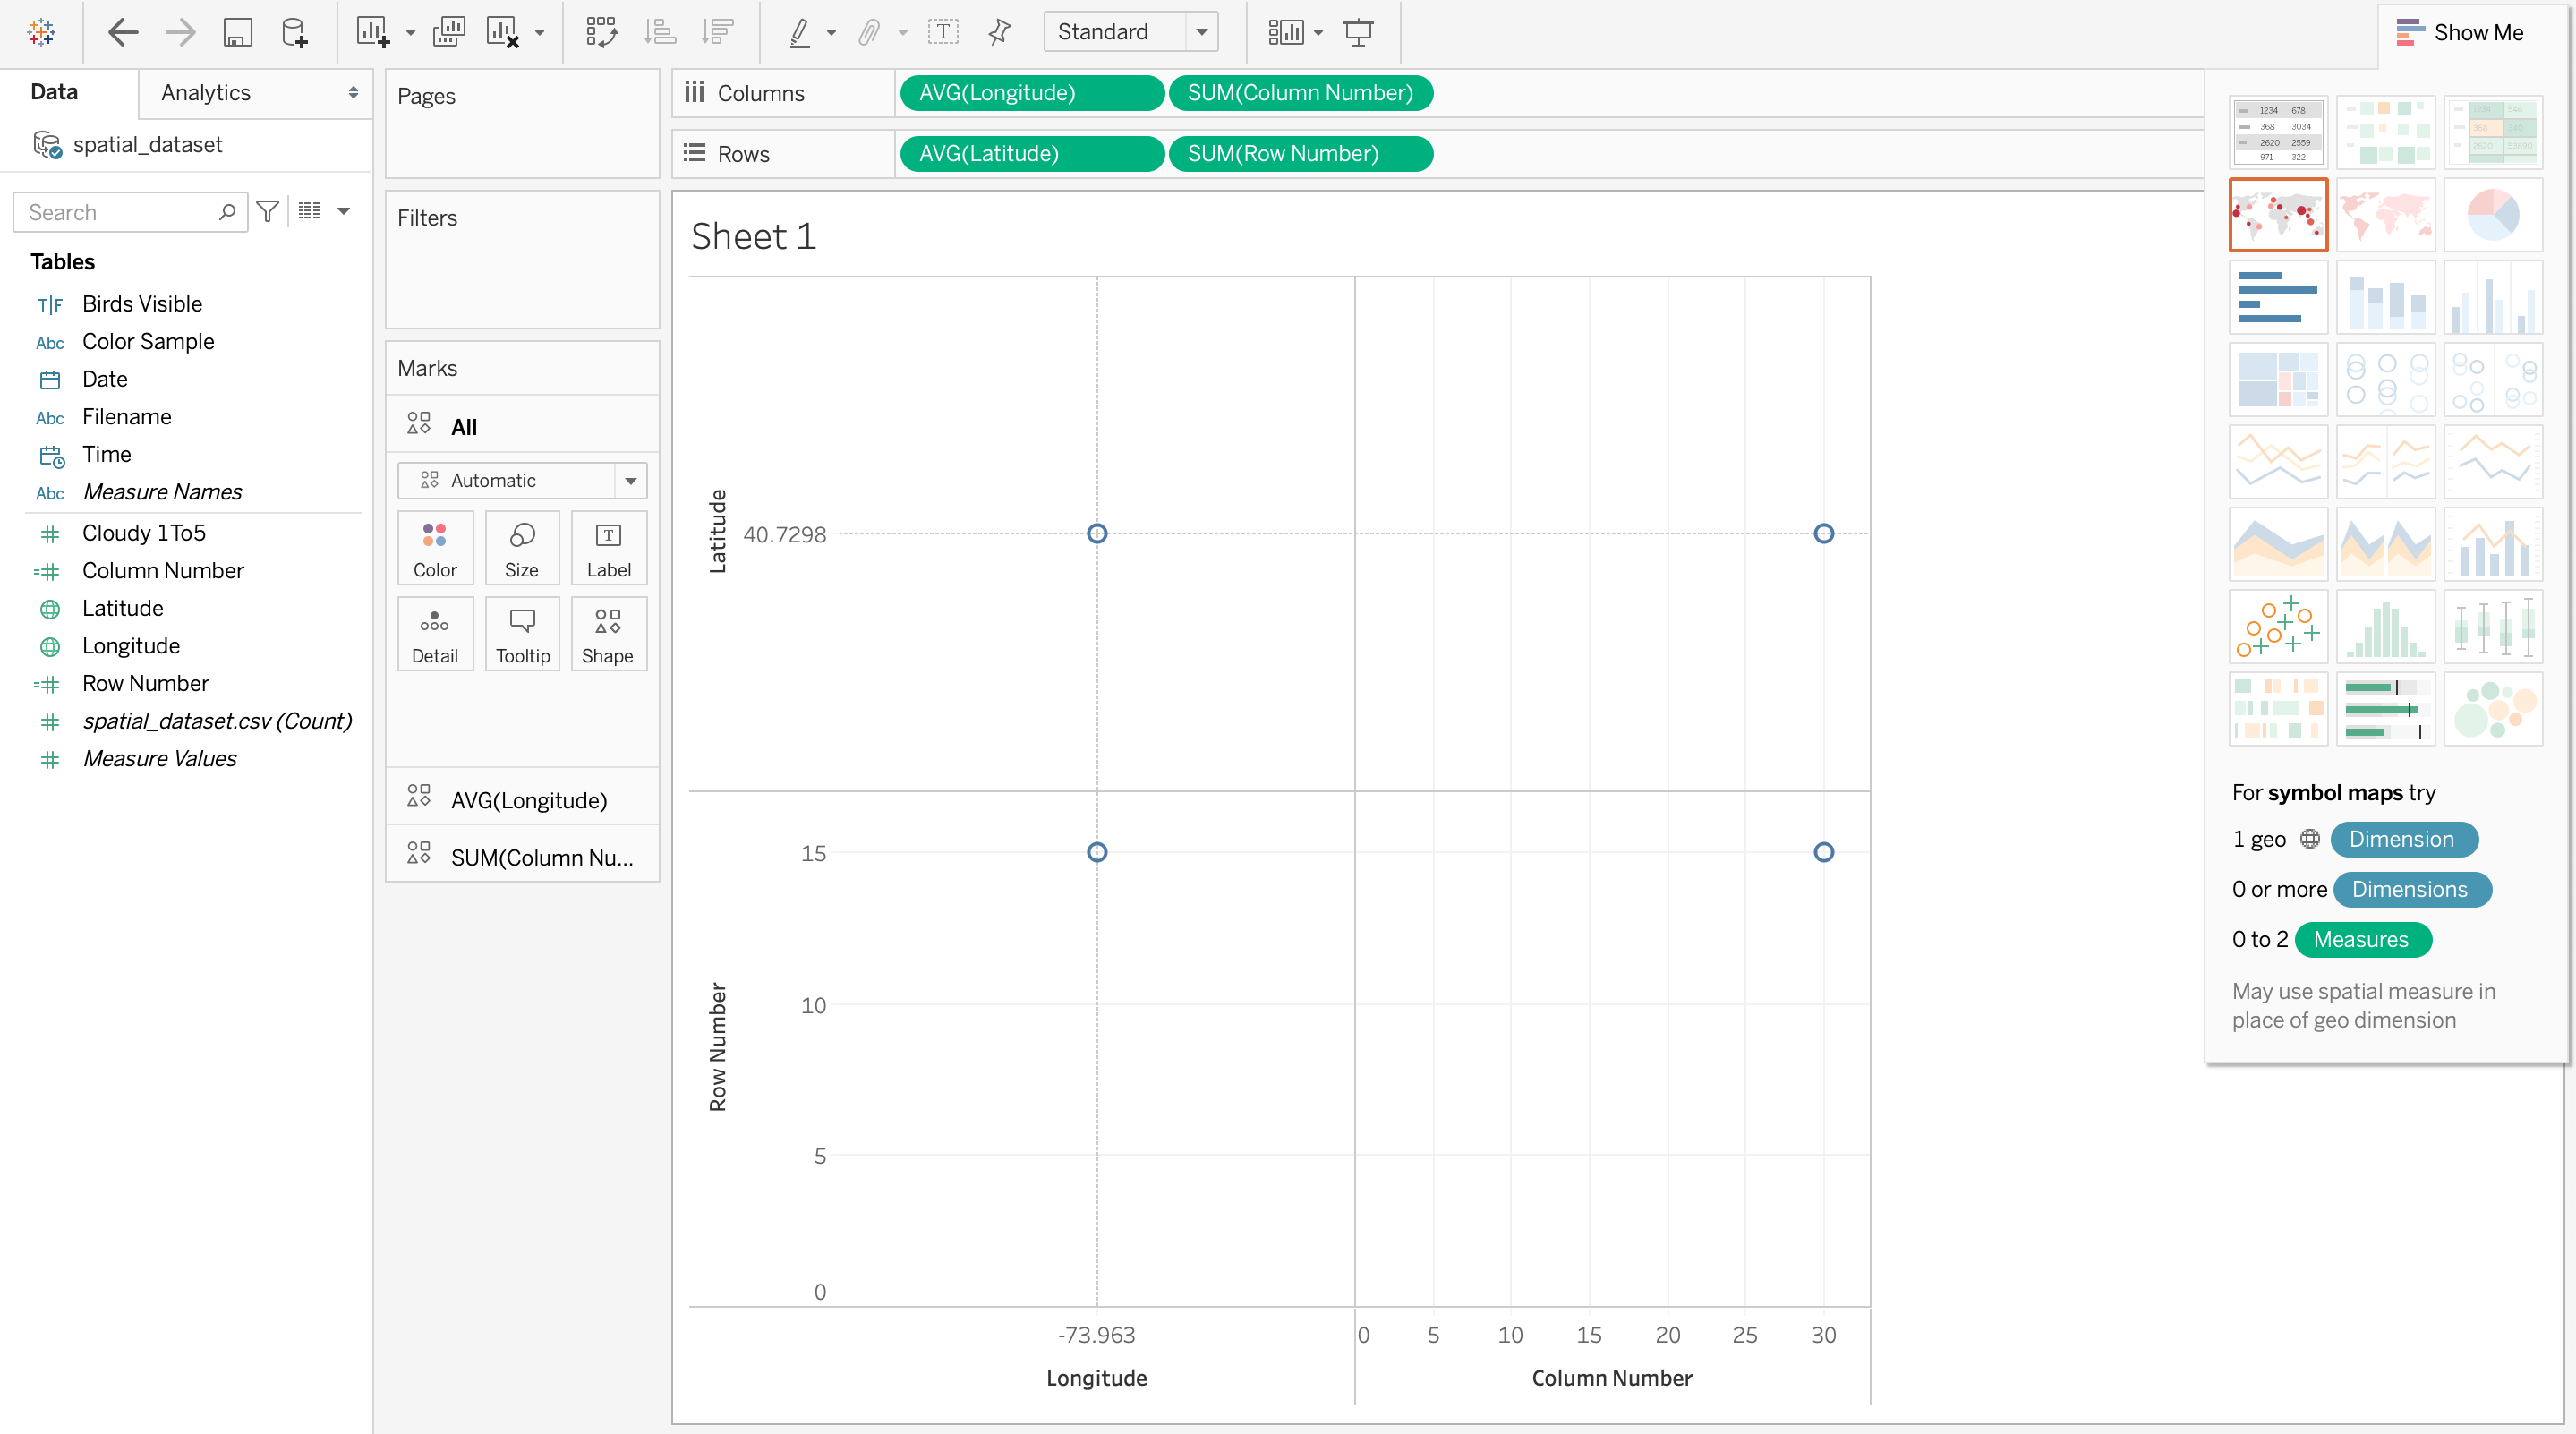 Standard
Show Me
Data
Analytics
spatial_dataset
Search
Tables
T|F Birds Visible
Abc Color Sample
Date
Abc Filename
Time
Abc Measure Names
Cloudy 1To5
Column Number
Latitude
Longitude
Row Number
spatial_dataset.csv (Count)
Measure Values
Pages
Filters
Marks
All
Automatic
Color
Size
Label
Detail
Tooltip
Shape
AVG(Longitude)
SUM(Column Nu...
Columns
AVG(Longitude)
SUM(Column Number)
Rows
AVG(Latitude)
SUM(Row Number)
Sheet 1
Latitude
40.7298
Row Number
15
10
5
0
-73.963
0 5 10 15 20 25 30
Longitude
Column Number
1234 678
368 3034
2620 2559
971 322
For symbol maps try
1 geo Dimension
0 or more Dimensions
0 to 2 Measures
May use spatial measure in
place of geo dimension